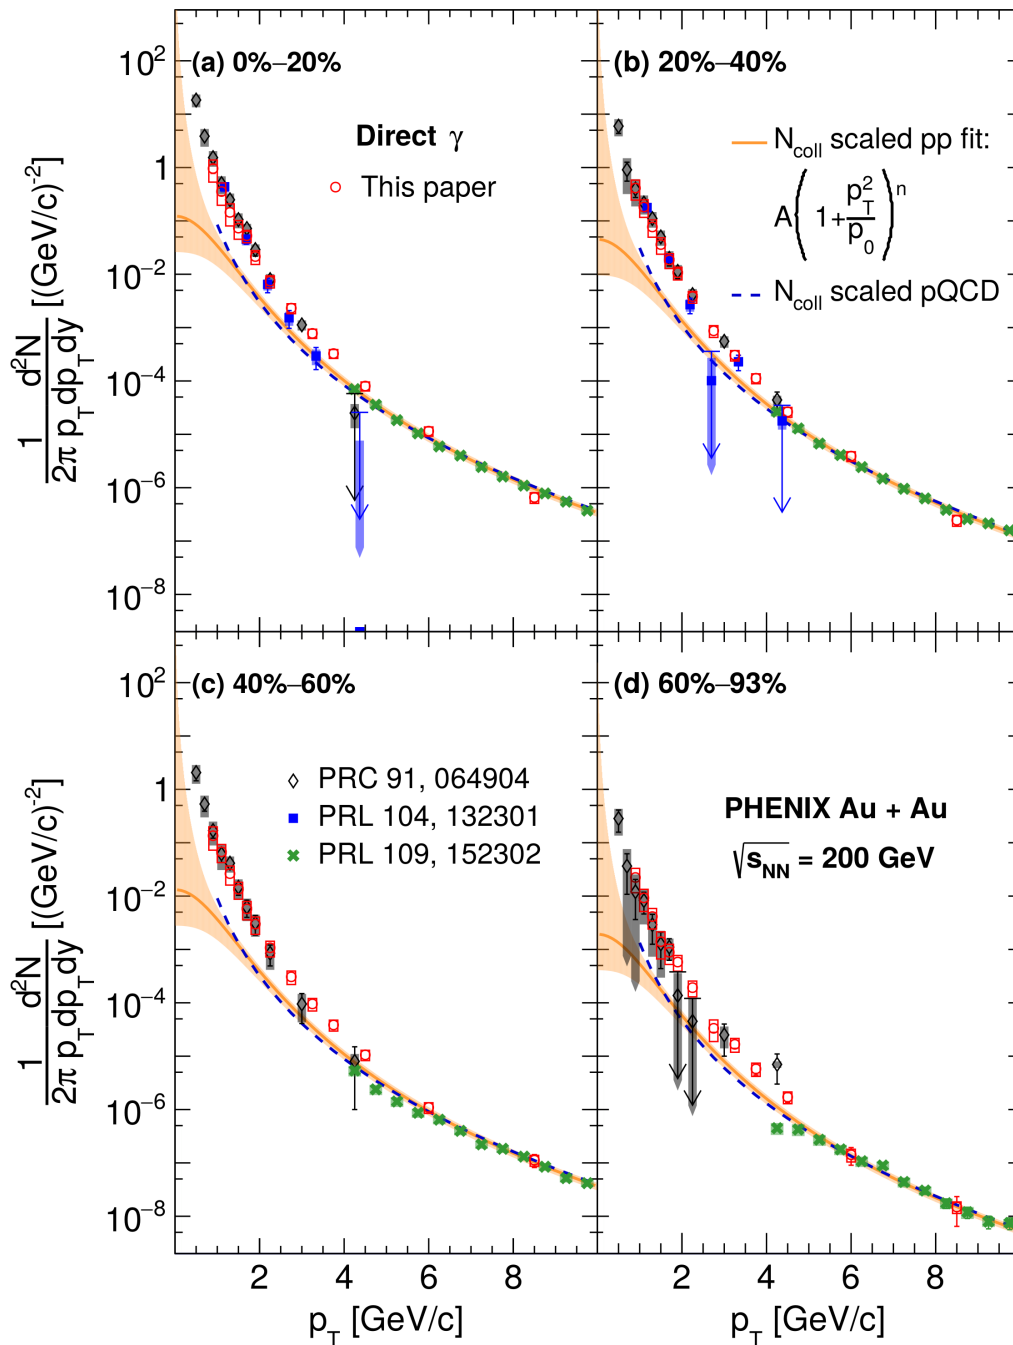 (a) 0%–20%
(b) 20%–40%
Direct γ
This paper
N_coll scaled pp fit:
A(1+p_T^2/p_0)^n
N_coll scaled pQCD
10^2
1
10^−2
10^−4
10^−6
10^−8
1/(2π p_T) d^2N/(dp_T dy) [(GeV/c)^-2]
(c) 40%–60%
(d) 60%–93%
PRC 91, 064904
PRL 104, 132301
PRL 109, 152302
PHENIX Au + Au
√s_NN = 200 GeV
10^2
1
10^−2
10^−4
10^−6
10^−8
1/(2π p_T) d^2N/(dp_T dy) [(GeV/c)^-2]
2 4 6 8
2 4 6 8
p_T [GeV/c]
p_T [GeV/c]